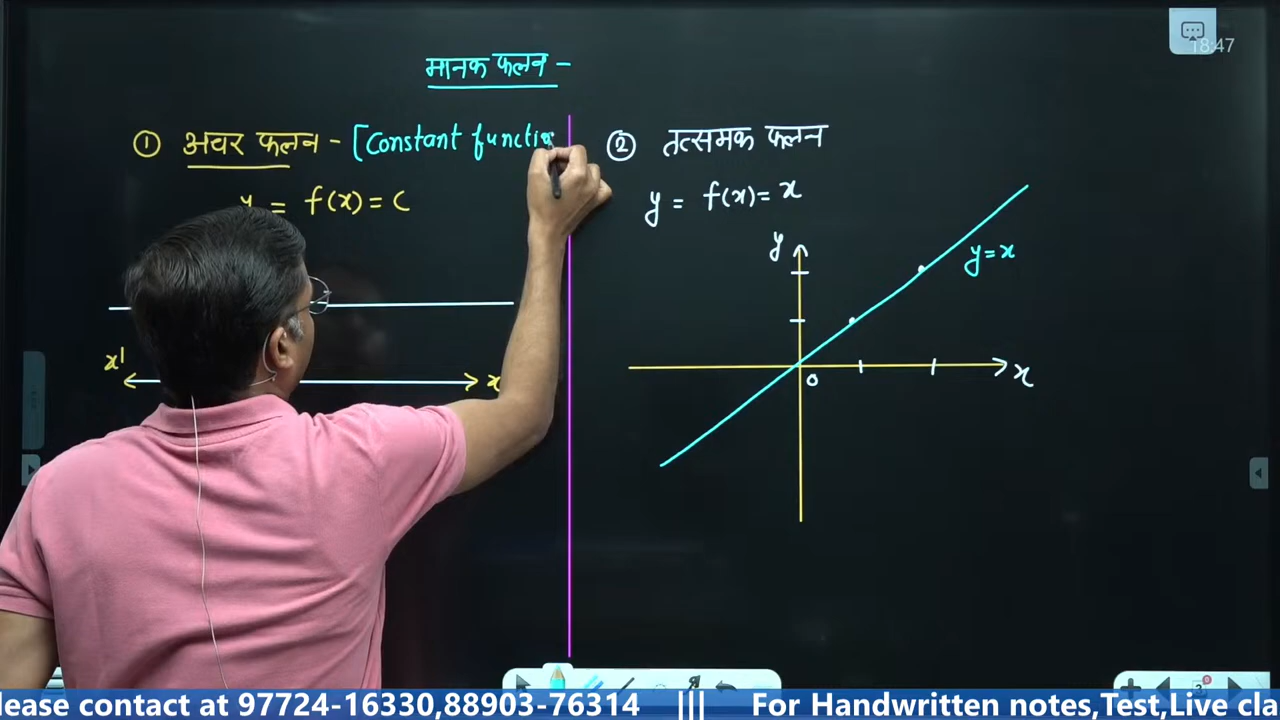 18:47
मानक फलन -
① अचर फलन - [Constant functio
y = f(x) = C
x'
x
② तत्समक फलन
y = f(x) = x
y
y = x
o
x
lease contact at 97724-16330,88903-76314 ||| For Handwritten notes,Test,Live cla